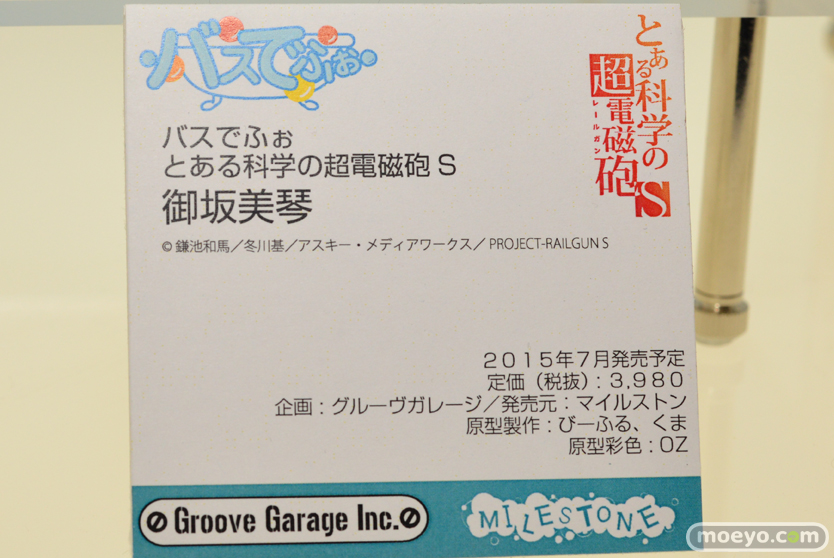 バスでふぉ
とある科学の
超電磁砲S
レールガン
バスでふぉ
とある科学の超電磁砲S
御坂美琴
©鎌池和馬／冬川基／アスキー・メディアワークス／PROJECT-RAILGUN S
2015年7月発売予定
定価（税抜）：3,980
企画：グルーヴガレージ／発売元：マイルストン
原型製作：びーふる、くま
原型彩色：OZ
Groove Garage Inc.
MILESTONE
moeyo.com